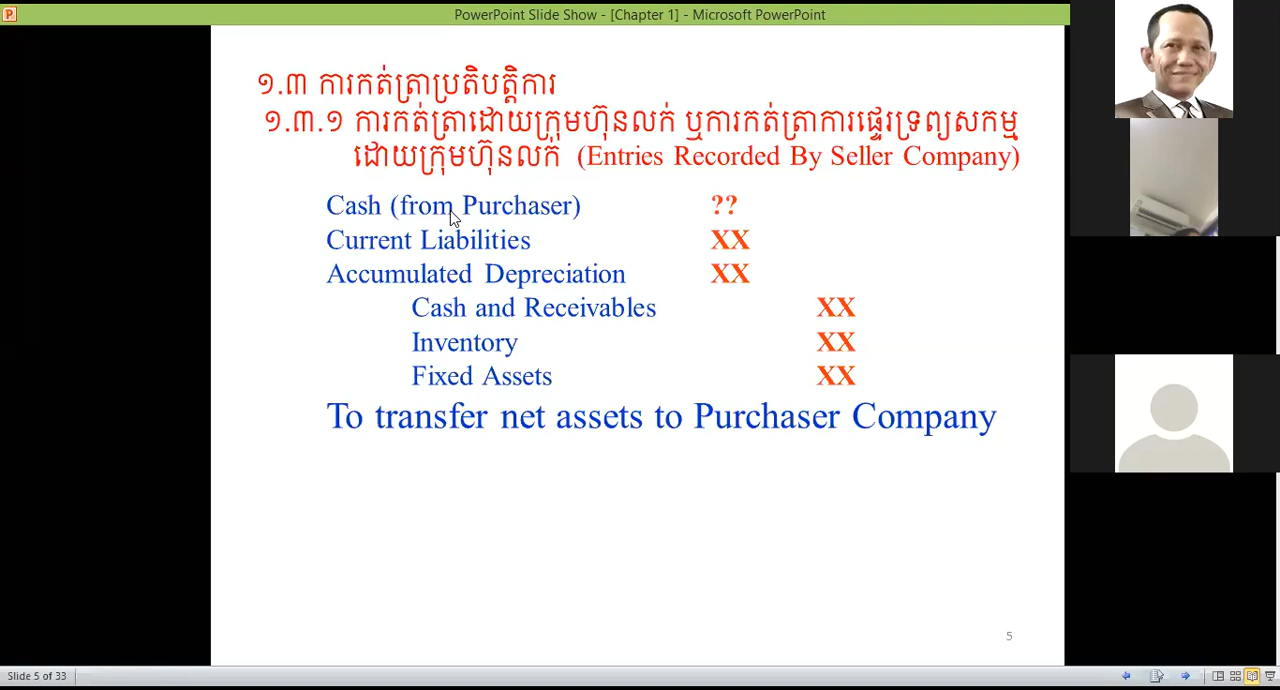 PowerPoint Slide Show - [Chapter 1] - Microsoft PowerPoint
១.៣ ការកត់ត្រាប្រតិបត្តិការ
១.៣.១ ការកត់ត្រាដោយក្រុមហ៊ុនលក់ ឬការកត់ត្រាការផ្ទេរទ្រព្យសកម្ម
ដោយក្រុមហ៊ុនលក់ (Entries Recorded By Seller Company)
Cash (from Purchaser) ??
Current Liabilities XX
Accumulated Depreciation XX
Cash and Receivables XX
Inventory XX
Fixed Assets XX
To transfer net assets to Purchaser Company
5
Slide 5 of 33